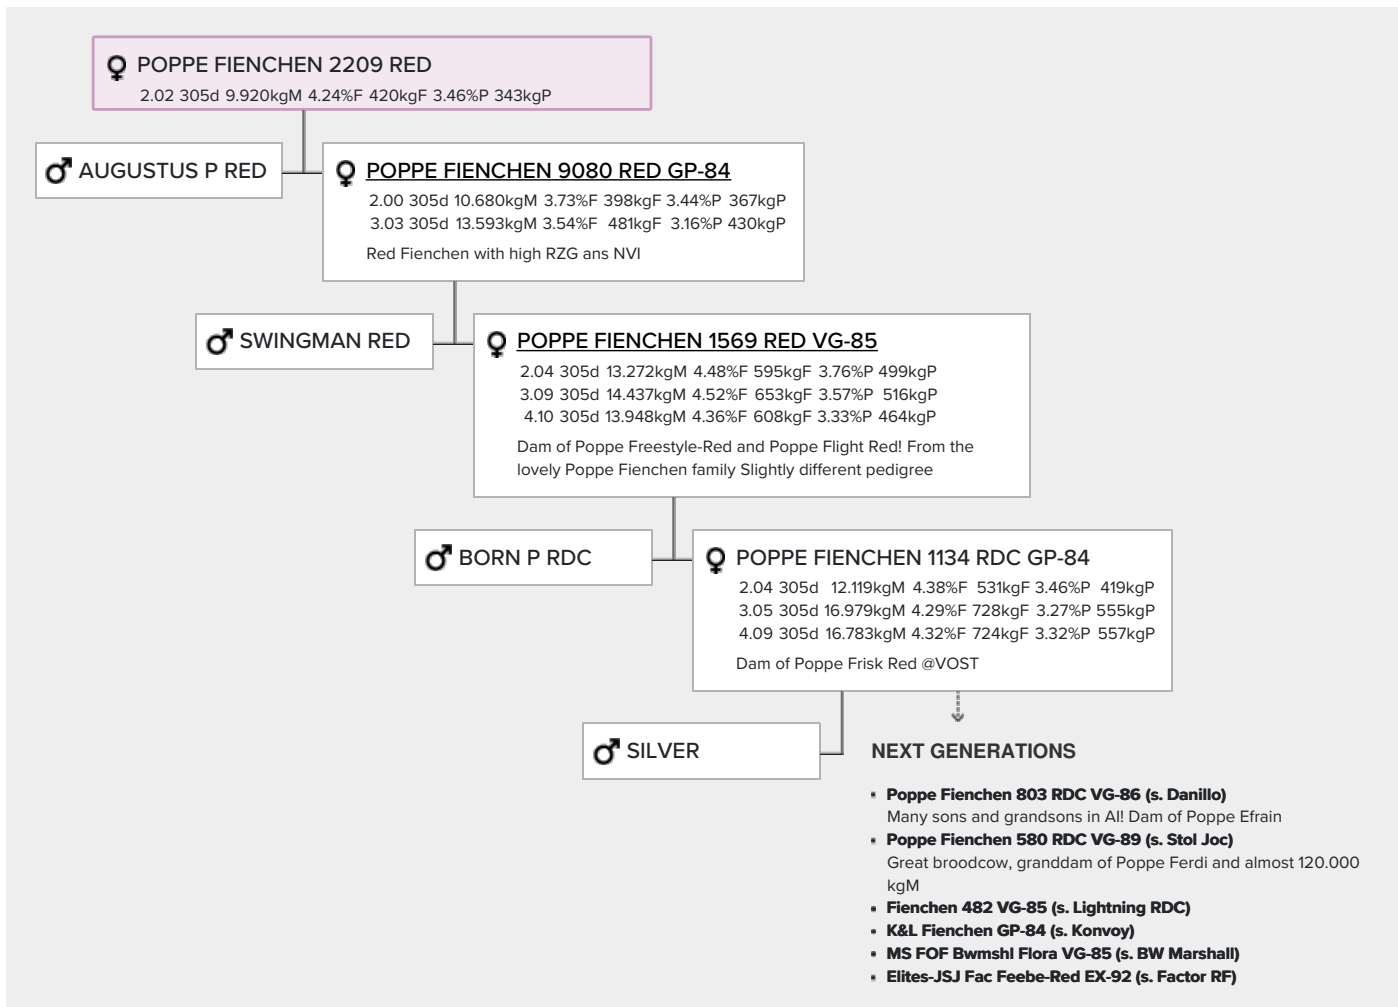 POPPE FIENCHEN 2209 RED
2.02 305d 9.920kgM 4.24%F 420kgF 3.46%P 343kgP
AUGUSTUS P RED
POPPE FIENCHEN 9080 RED GP-84
2.00 305d 10.680kgM 3.73%F 398kgF 3.44%P 367kgP
3.03 305d 13.593kgM 3.54%F 481kgF 3.16%P 430kgP
Red Fienchen with high RZG ans NVI
SWINGMAN RED
POPPE FIENCHEN 1569 RED VG-85
2.04 305d 13.272kgM 4.48%F 595kgF 3.76%P 499kgP
3.09 305d 14.437kgM 4.52%F 653kgF 3.57%P 516kgP
4.10 305d 13.948kgM 4.36%F 608kgF 3.33%P 464kgP
Dam of Poppe Freestyle-Red and Poppe Flight Red! From the
lovely Poppe Fienchen family Slightly different pedigree
BORN P RDC
POPPE FIENCHEN 1134 RDC GP-84
2.04 305d 12.119kgM 4.38%F 531kgF 3.46%P 419kgP
3.05 305d 16.979kgM 4.29%F 728kgF 3.27%P 555kgP
4.09 305d 16.783kgM 4.32%F 724kgF 3.32%P 557kgP
Dam of Poppe Frisk Red @VOST
SILVER
NEXT GENERATIONS
Poppe Fienchen 803 RDC VG-86 (s. Danillo)
Many sons and grandsons in AI! Dam of Poppe Efrain
Poppe Fienchen 580 RDC VG-89 (s. Stol Joc)
Great broodcow, granddam of Poppe Ferdi and almost 120.000
kgM
Fienchen 482 VG-85 (s. Lightning RDC)
K&L Fienchen GP-84 (s. Konvoy)
MS FOF Bwmshl Flora VG-85 (s. BW Marshall)
Elites-JSJ Fac Feebe-Red EX-92 (s. Factor RF)